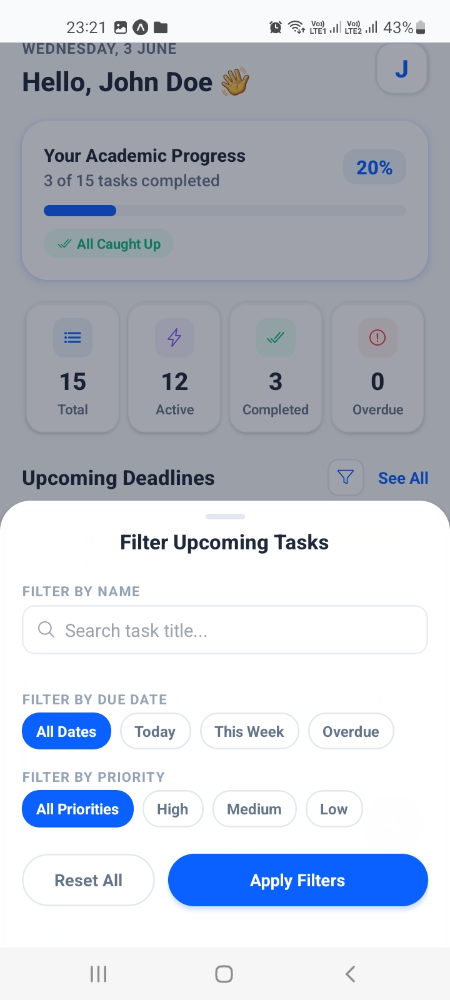 23:21 Vo)) LTE1 Vo)) LTE2 43%
WEDNESDAY, 3 JUNE
Hello, John Doe 👋
J
Your Academic Progress
3 of 15 tasks completed
20%
All Caught Up
15 12 3 0
Total Active Completed Overdue
Upcoming Deadlines See All
Filter Upcoming Tasks
FILTER BY NAME
Search task title...
FILTER BY DUE DATE
All Dates Today This Week Overdue
FILTER BY PRIORITY
All Priorities High Medium Low
Reset All Apply Filters